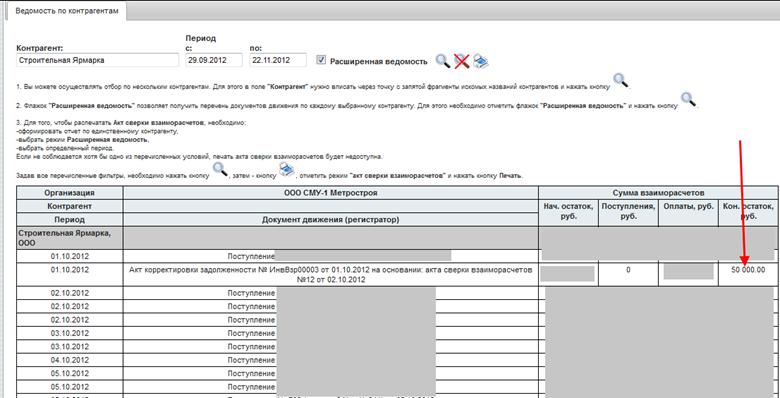 Ведомость по контрагентам
Период
Контрагент: с: по:
Строительная Ярмарка 29.09.2012 22.11.2012 Расширенная ведомость
1. Вы можете осуществлять отбор по нескольким контрагентам. Для этого в поле "Контрагент" нужно вписать через точку с запятой фрагменты искомых названий контрагентов и нажать кнопку .
2. Флажок "Расширенная ведомость" позволяет получить перечень документов движения по каждому выбранному контрагенту. Для этого необходимо отметить флажок "Расширенная ведомость" и нажать кнопку .
3. Для того, чтобы распечатать Акт сверки взаиморасчетов, необходимо:
-сформировать отчет по единственному контрагенту,
-выбрать режим Расширенная ведомость,
-выбрать определенный период.
Если не соблюдается хотя бы одно из перечисленных условий, печать акта сверки взаиморасчетов будет недоступна.
Задав все перечисленные фильтры, необходимо нажать кнопку , затем - кнопку , отметить режим "акт сверки взаиморасчетов" и нажать кнопку Печать.
Организация ООО СМУ-1 Метростроя Сумма взаиморасчетов
Контрагент Нач. остаток, руб. Поступления, руб. Оплаты, руб. Кон. остаток, руб.
Период Документ движения (регистратор)
Строительная Ярмарка,
ООО
01.10.2012 Поступление
01.10.2012 Акт корректировки задолженности № ИнвВзр00003 от 01.10.2012 на основании: акта сверки взаиморасчетов 0 50 000.00
№12 от 02.10.2012
02.10.2012 Поступление
02.10.2012 Поступление
02.10.2012 Поступление
03.10.2012 Поступление
03.10.2012 Поступление
04.10.2012 Поступление
05.10.2012 Поступление
05.10.2012 Поступление